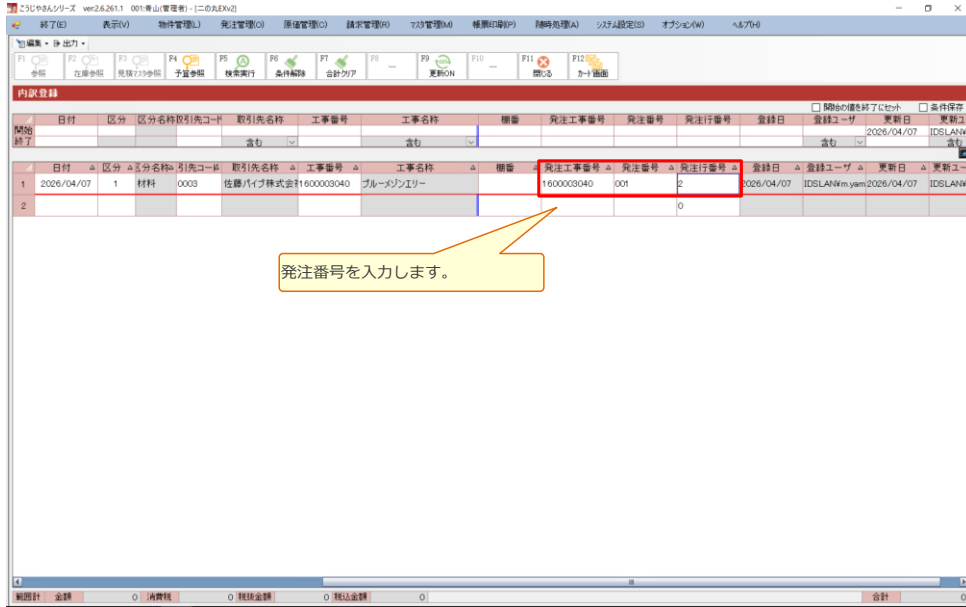 こうじやさんシリーズ ver2.6.261.1 001:青山(管理者) - [二の丸EXv2]
終了(E) 表示(V) 物件管理(L) 発注管理(O) 原価管理(C) 請求管理(R) マスタ管理(M) 帳票印刷(P) 随時処理(A) システム設定(S) オプション(W) ヘルプ(H)
編集 出力
F1 参照 F2 在庫参照 F3 見積マスタ参照 F4 予算参照 F5 検索実行 F6 条件解除 F7 合計クリア F8 F9 更新ON F10 F11 閉じる F12 カード画面
内訳登録
開始の値を終了にセット 条件保存
日付 区分 区分名称 取引先コード 取引先名称 工事番号 工事名称 棚番 発注工事番号 発注番号 発注行番号 登録日 登録ユーザ 更新日 更新ユ
開始 2026/04/07 IDSLAN¥
終了 含む 含む 含む 含む
日付 区分 区分名称 引先コード 取引先名称 工事番号 工事名称 棚番 発注工事番号 発注番号 発注行番号 登録日 登録ユーザ 更新日 更新ユー
1 2026/04/07 1 材料 0003 佐藤パイプ株式会社 1600003040 ブルーメゾンエリー 1600003040 001 2 2026/04/07 IDSLAN¥m.yam 2026/04/07 IDSLAN¥
2 0
発注番号を入力します。
範囲計 金額 0 消費税 0 税抜金額 0 税込金額 0 合計 0